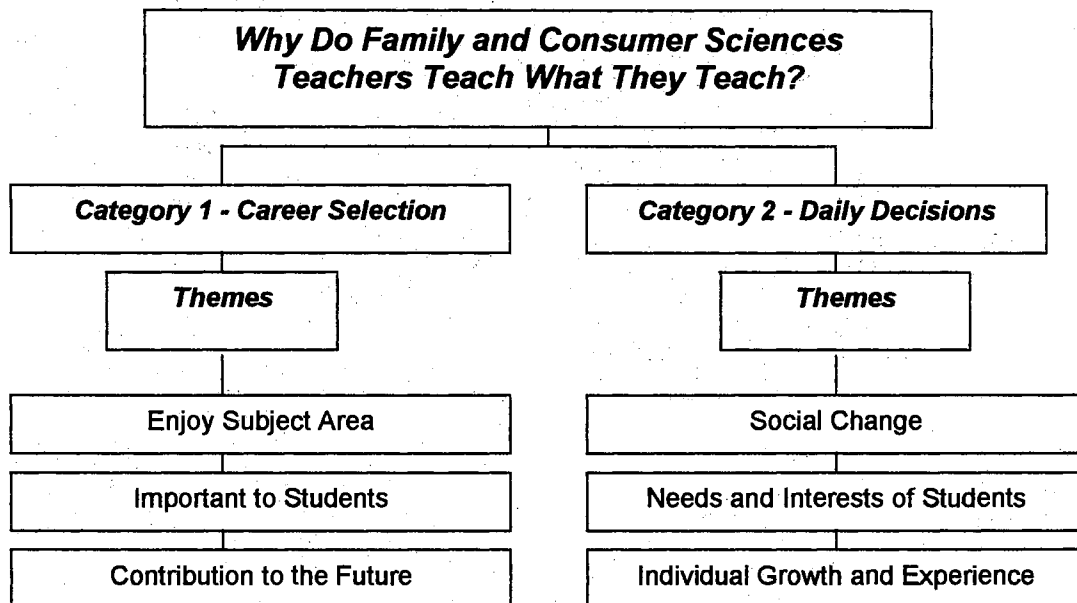 Why Do Family and Consumer Sciences
Teachers Teach What They Teach?
Category 1 - Career Selection
Themes
Enjoy Subject Area
Important to Students
Contribution to the Future
Category 2 - Daily Decisions
Themes
Social Change
Needs and Interests of Students
Individual Growth and Experience